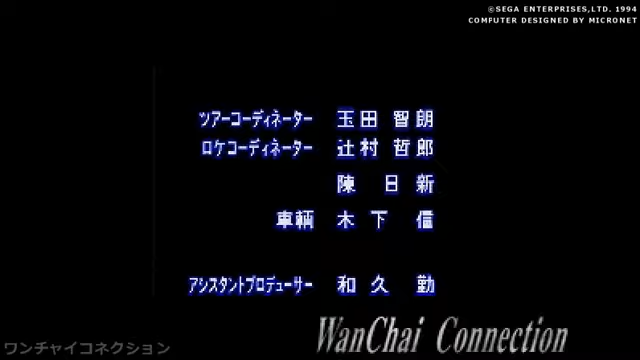 ©SEGA ENTERPRISES,LTD. 1994
COMPUTER DESIGNED BY MICRONET
ツアーコーディネーター 玉田 智朗
ロケコーディネーター 辻村 哲郎
陳 日 新
車輌 木下 信
アシスタントプロデューサー 和久 勤
WanChai Connection
ワンチャイコネクション